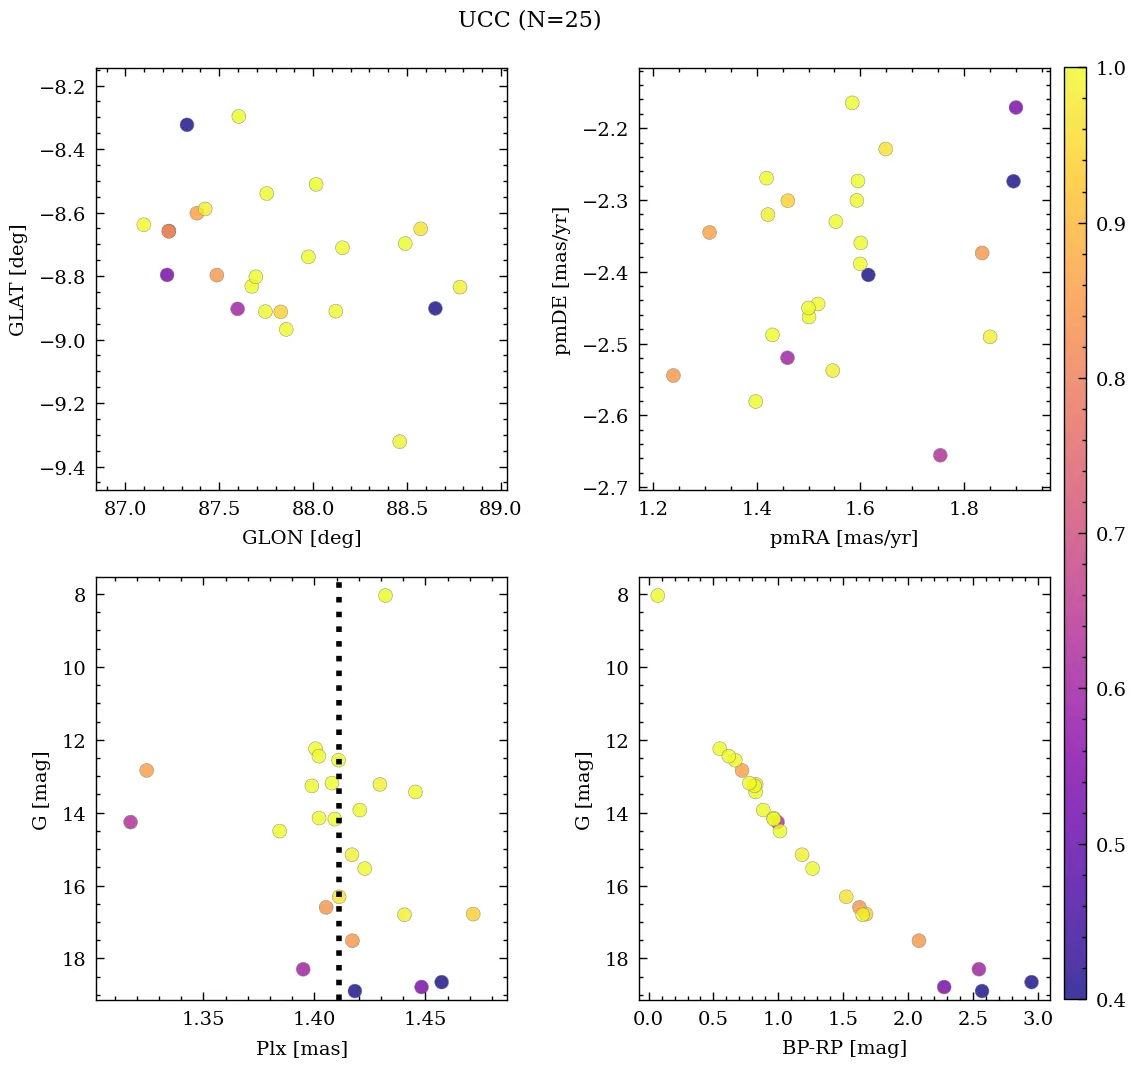 UCC (N=25)
−8.2
−8.4
−8.6
−8.8
−9.0
−9.2
−9.4
GLAT [deg]
87.0 87.5 88.0 88.5 89.0
GLON [deg]
−2.2
−2.3
−2.4
−2.5
−2.6
−2.7
pmDE [mas/yr]
1.2 1.4 1.6 1.8
pmRA [mas/yr]
8
10
12
14
16
18
G [mag]
1.35 1.40 1.45
Plx [mas]
8
10
12
14
16
18
G [mag]
0.0 0.5 1.0 1.5 2.0 2.5 3.0
BP-RP [mag]
1.0
0.9
0.8
0.7
0.6
0.5
0.4